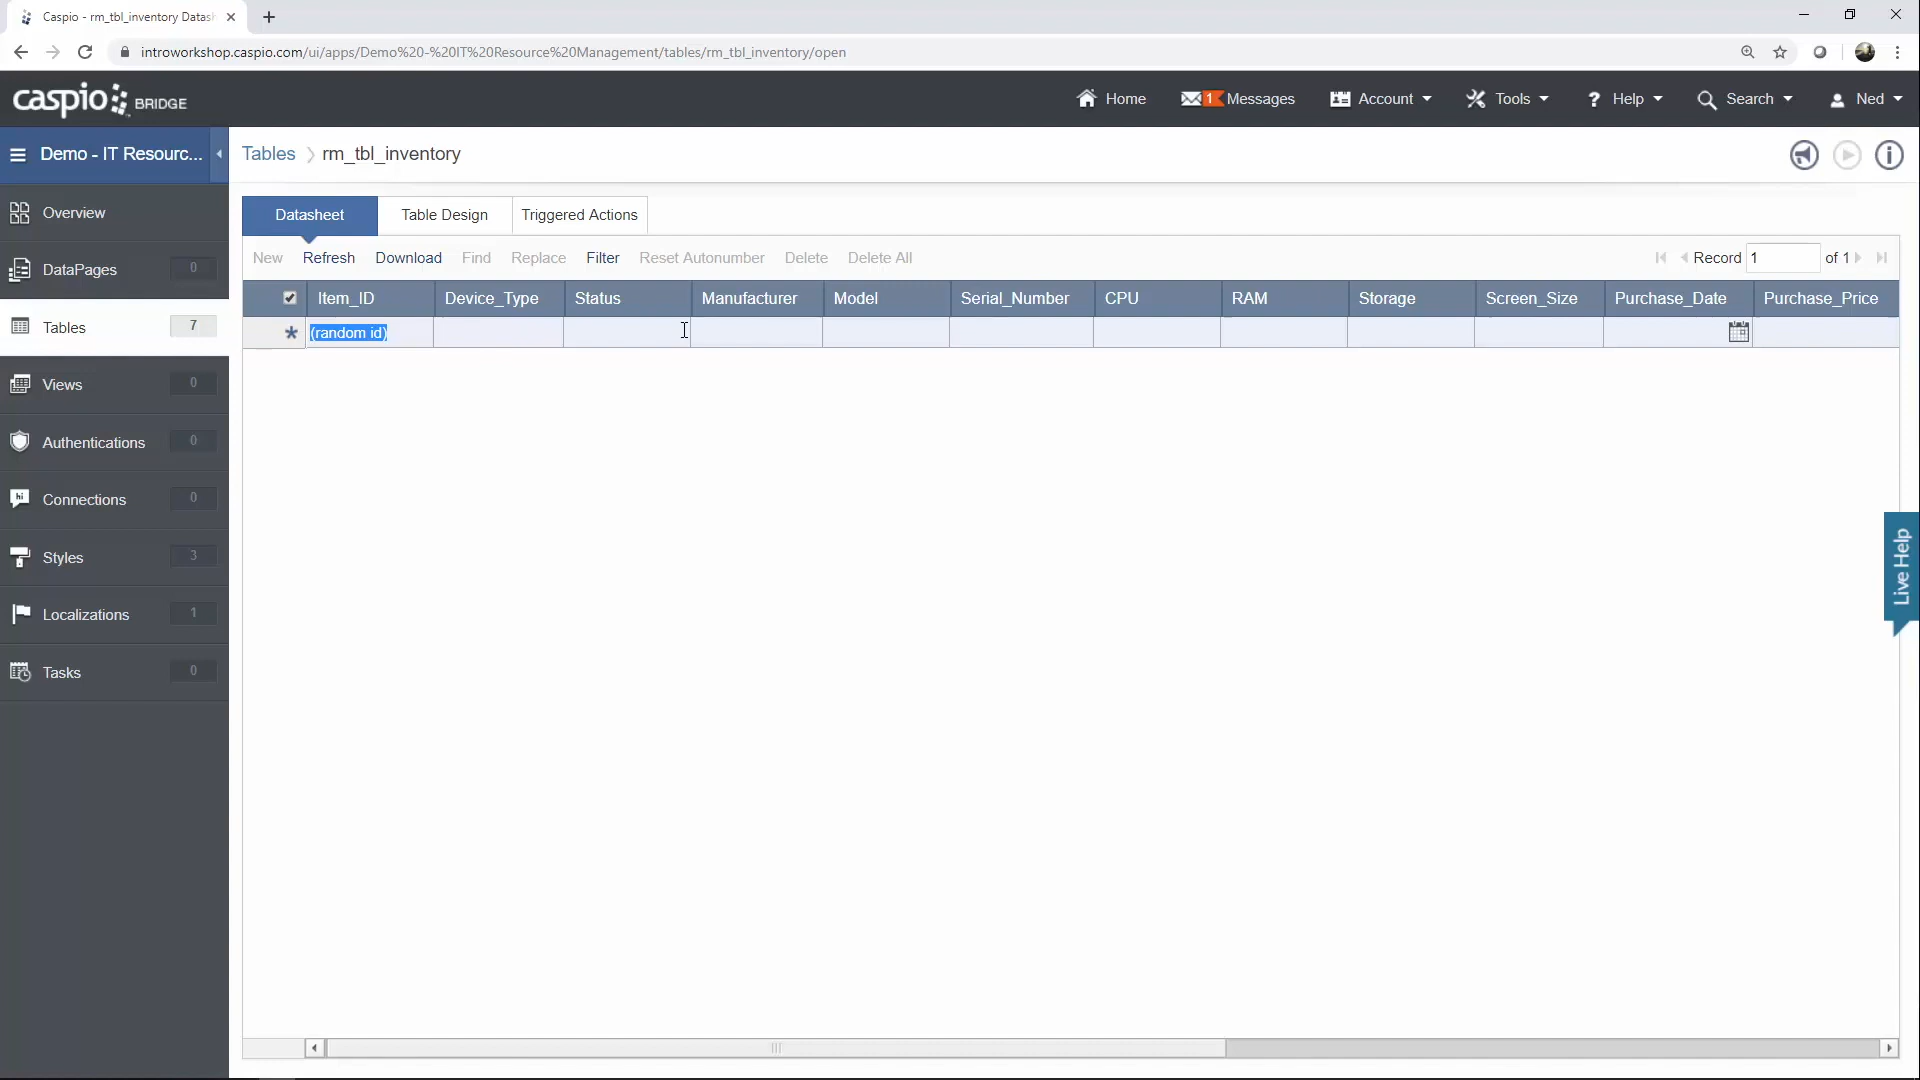 Caspio - rm_tbl_inventory Datash
introworkshop.caspio.com/ui/apps/Demo%20-%20IT%20Resource%20Management/tables/rm_tbl_inventory/open
caspio BRIDGE
Home
1
Messages
Account
Tools
? Help
Search
Ned
Demo - IT Resourc...
Tables
rm_tbl_inventory
Overview
DataPages 0
Tables 7
Views 0
Authentications 0
hi Connections 0
Styles 3
Localizations 1
Tasks 0
Datasheet
Table Design
Triggered Actions
New Refresh Download Find Replace Filter Reset Autonumber Delete Delete All
Record 1 of 1
Item_ID Device_Type Status Manufacturer Model Serial_Number CPU RAM Storage Screen_Size Purchase_Date Purchase_Price
* (random id)
Live Help